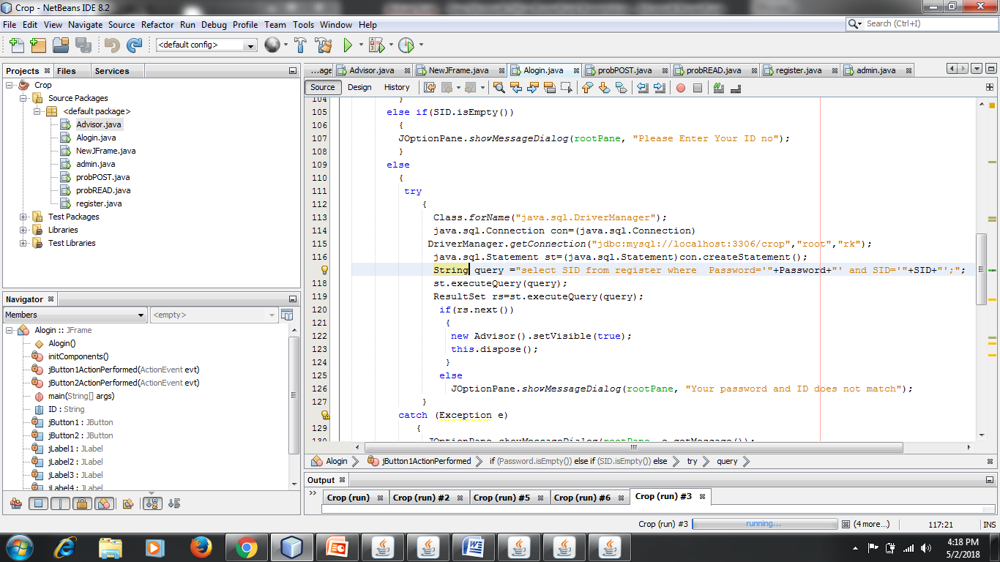 Crop - NetBeans IDE 8.2
File Edit View Navigate Source Refactor Run Debug Profile Team Tools Window Help
Search (Ctrl+I)
<default config>
Projects Files Services
Crop
Source Packages
<default package>
Advisor.java
Alogin.java
NewJFrame.java
admin.java
probPOST.java
probREAD.java
register.java
Test Packages
Libraries
Test Libraries
Navigator
Members
<empty>
Alogin :: JFrame
Alogin()
initComponents()
jButton1ActionPerformed(ActionEvent evt)
jButton2ActionPerformed(ActionEvent evt)
main(String[] args)
ID : String
jButton1 : JButton
jButton2 : JButton
jLabel1 : JLabel
jLabel2 : JLabel
jLabel3 : JLabel
jLabel4 : JLabel
...age Advisor.java NewJFrame.java Alogin.java probPOST.java probREAD.java register.java admin.java
Source Design History
104 }
105 else if(SID.isEmpty())
106 {
107 JOptionPane.showMessageDialog(rootPane, "Please Enter Your ID no");
108 }
109 else
110 {
111 try
112 {
113 Class.forName("java.sql.DriverManager");
114 java.sql.Connection con=(java.sql.Connection)
115 DriverManager.getConnection("jdbc:mysql://localhost:3306/crop","root","rk");
116 java.sql.Statement st=(java.sql.Statement)con.createStatement();
String query ="select SID from register where  Password='"+Password+"' and SID='"+SID+"';";
118 st.executeQuery(query);
119 ResultSet rs=st.executeQuery(query);
120 if(rs.next())
121 {
122 new Advisor().setVisible(true);
123 this.dispose();
124 }
125 else
126 JOptionPane.showMessageDialog(rootPane, "Your password and ID does not match");
127 }
catch (Exception e)
129 {
130 JOptionPane.showMessageDialog(rootPane, e.getMessage());
Alogin jButton1ActionPerformed if (Password.isEmpty()) else if (SID.isEmpty()) else try query
Output
Crop (run) Crop (run) #2 Crop (run) #5 Crop (run) #6 Crop (run) #3
Crop (run) #3 running... (4 more...) 117:21 INS
4:18 PM
5/2/2018